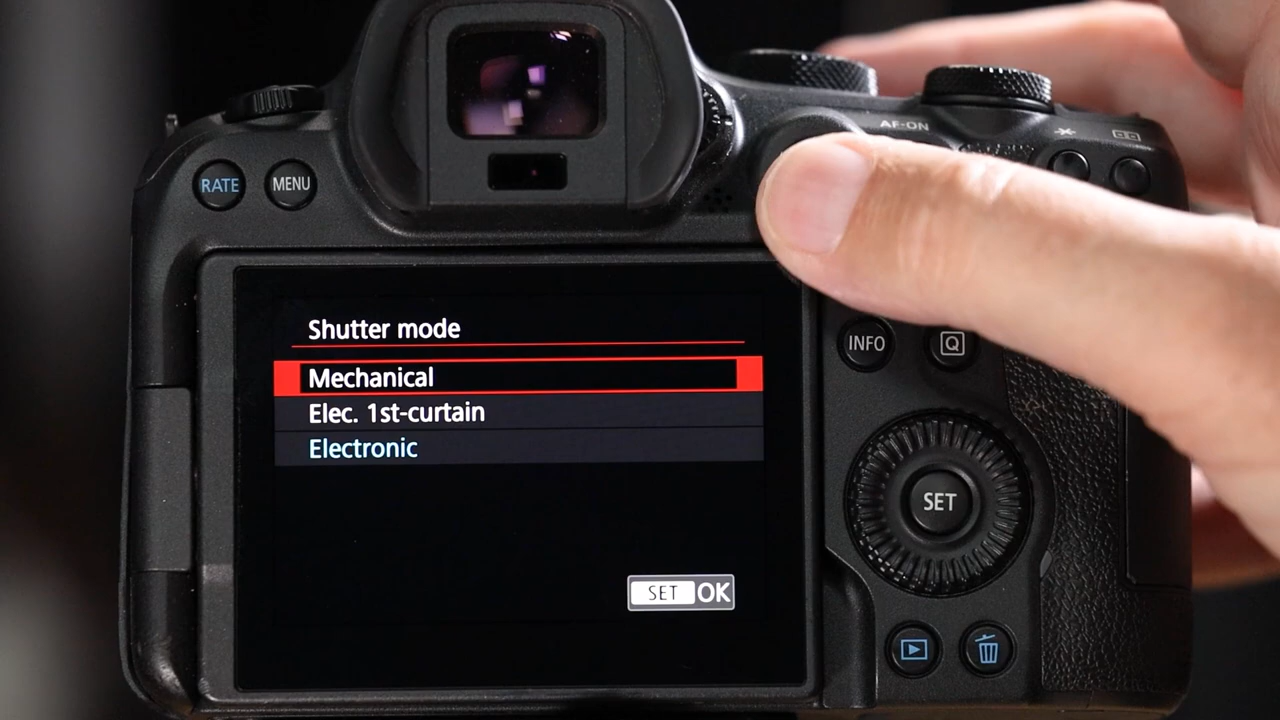 AF-ON
RATE
MENU
INFO
Q
Shutter mode
Mechanical
Elec. 1st-curtain
Electronic
SET OK
SET